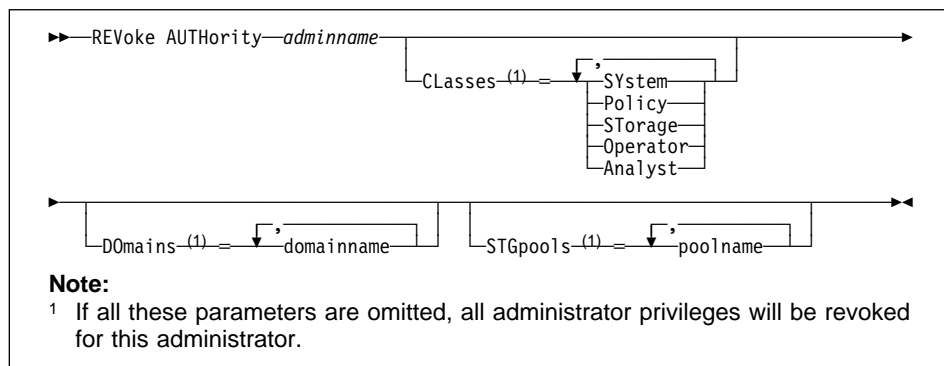 REVoke AUTHority adminname
,
CLasses (1) = SYstem
Policy
STorage
Operator
Analyst
, ,
DOmains (1) = domainname STGpools (1) = poolname
Note:
1 If all these parameters are omitted, all administrator privileges will be revoked
for this administrator.